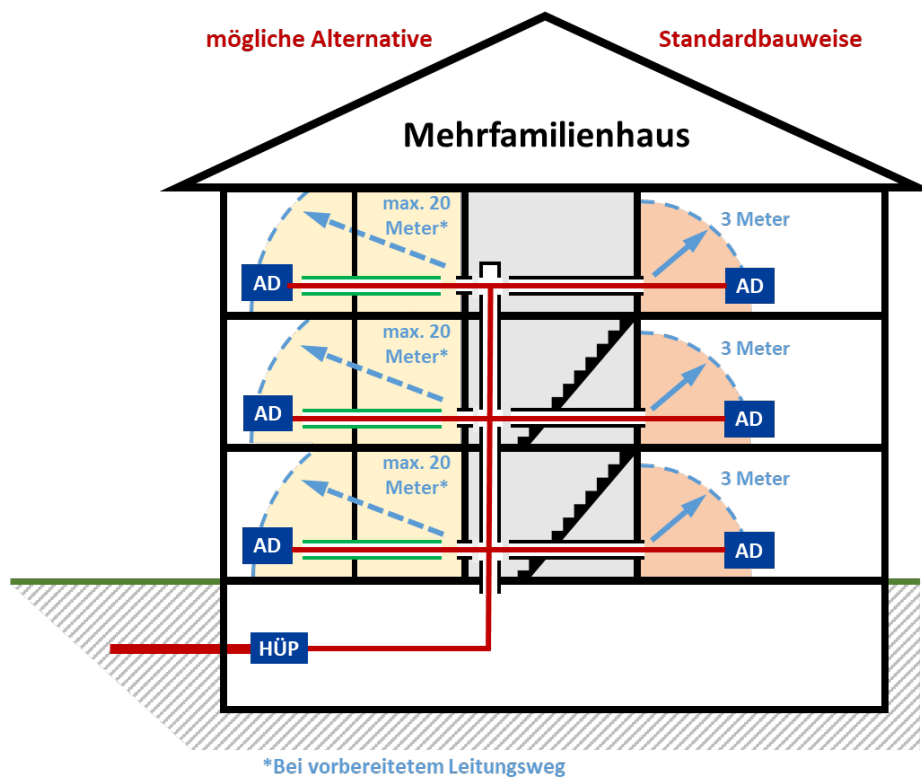 mögliche Alternative
Standardbauweise
Mehrfamilienhaus
max. 20
Meter*
3 Meter
AD
AD
max. 20
Meter*
3 Meter
AD
AD
max. 20
Meter*
3 Meter
AD
AD
HÜP
*Bei vorbereitetem Leitungsweg